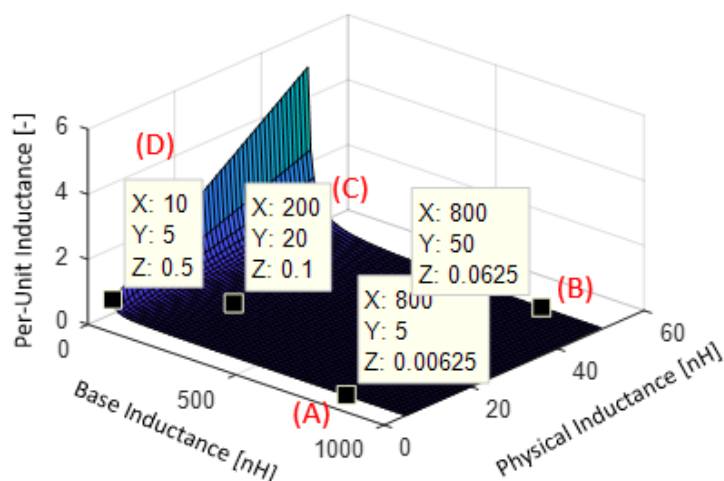 Per-Unit Inductance [-]
6
4
2
0
(D)
X: 10
Y: 5
Z: 0.5
(C)
X: 200
Y: 20
Z: 0.1
X: 800
Y: 50
Z: 0.0625
(B)
X: 800
Y: 5
Z: 0.00625
(A)
0
500
1000
Base Inductance [nH]
0
20
40
60
Physical Inductance [nH]